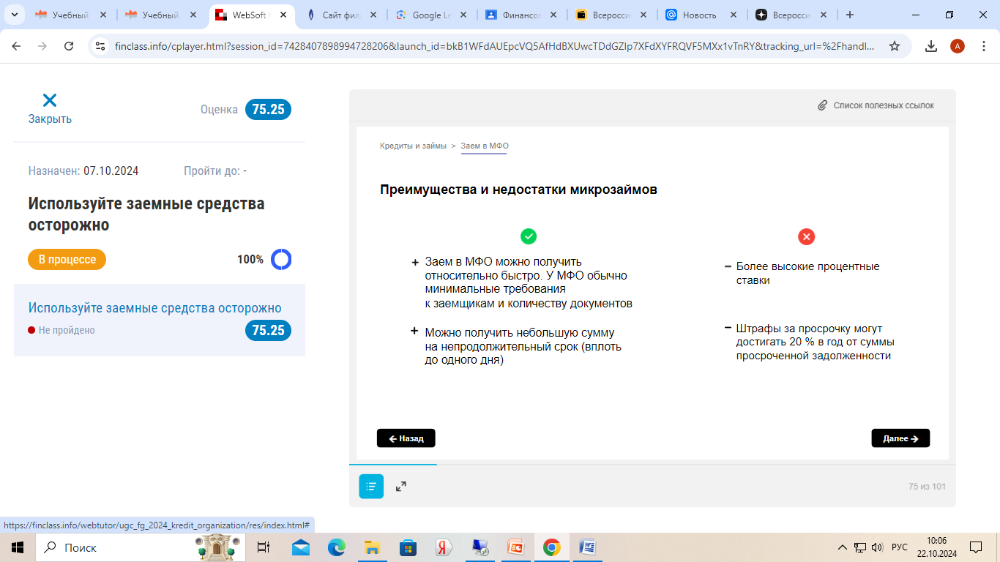 Учебный
Учебный
WebSoft
Сайт фил
Google Le
Финансов
Всеросси
Новость
Всеросси
finclass.info/cplayer.html?session_id=7428407898994728206&launch_id=bkB1WFdAUEpcVQ5AfHdBXUwcTDdGZlp7XFdXYFRQVF5MXx1vTnRY&tracking_url=%2Fhandl...
A
Закрыть
Оценка 75.25
Назначен: 07.10.2024 Пройти до: -
Используйте заемные средства
осторожно
В процессе 100%
Используйте заемные средства осторожно
Не пройдено 75.25
Список полезных ссылок
Кредиты и займы > Заем в МФО
Преимущества и недостатки микрозаймов
+ Заем в МФО можно получить
относительно быстро. У МФО обычно
минимальные требования
к заемщикам и количеству документов
+ Можно получить небольшую сумму
на непродолжительный срок (вплоть
до одного дня)
– Более высокие процентные
ставки
– Штрафы за просрочку могут
достигать 20 % в год от суммы
просроченной задолженности
← Назад
Далее →
75 из 101
https://finclass.info/webtutor/ugc_fg_2024_kredit_organization/res/index.html#
Поиск
РУС
10:06
22.10.2024